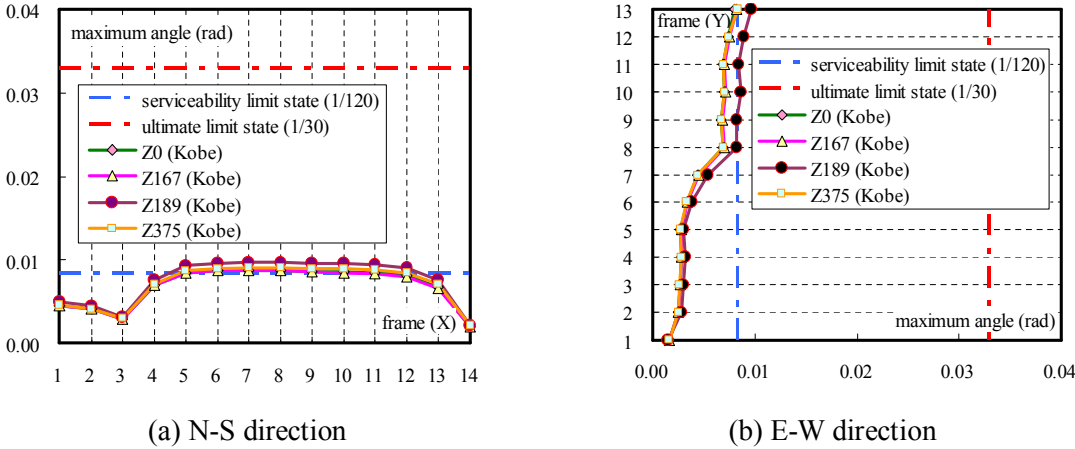 maximum angle (rad)
0.04
0.03
0.02
0.01
0.00
serviceability limit state (1/120)
ultimate limit state (1/30)
Z0 (Kobe)
Z167 (Kobe)
Z189 (Kobe)
Z375 (Kobe)
frame (X)
1 2 3 4 5 6 7 8 9 10 11 12 13 14
(a) N-S direction
frame (Y)
13
12
11
10
9
8
7
6
5
4
3
2
1
serviceability limit state (1/120)
ultimate limit state (1/30)
Z0 (Kobe)
Z167 (Kobe)
Z189 (Kobe)
Z375 (Kobe)
maximum angle (rad)
0.00 0.01 0.02 0.03 0.04
(b) E-W direction